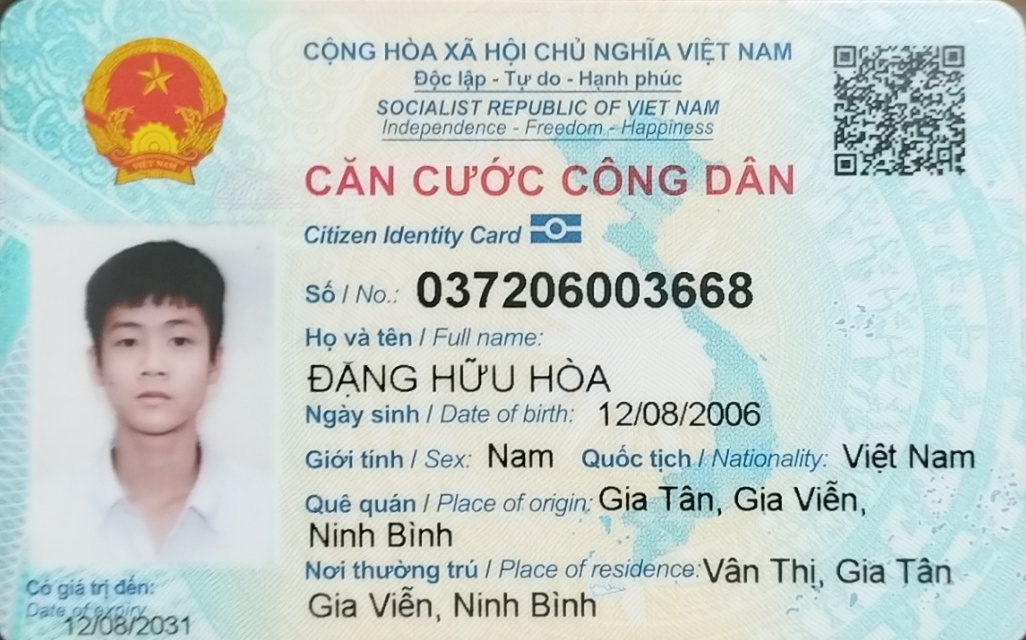 CỘNG HÒA XÃ HỘI CHỦ NGHĨA VIỆT NAM
Độc lập - Tự do - Hạnh phúc
SOCIALIST REPUBLIC OF VIET NAM
Independence - Freedom - Happiness
CĂN CƯỚC CÔNG DÂN
Citizen Identity Card
Số / No.: 037206003668
Họ và tên / Full name:
ĐẶNG HỮU HÒA
Ngày sinh / Date of birth: 12/08/2006
Giới tính / Sex: Nam Quốc tịch / Nationality: Việt Nam
Quê quán / Place of origin: Gia Tân, Gia Viễn,
Ninh Bình
Nơi thường trú / Place of residence: Vân Thị, Gia Tân
Gia Viễn, Ninh Bình
Có giá trị đến:
Date of expiry
12/08/2031
VIET NAM